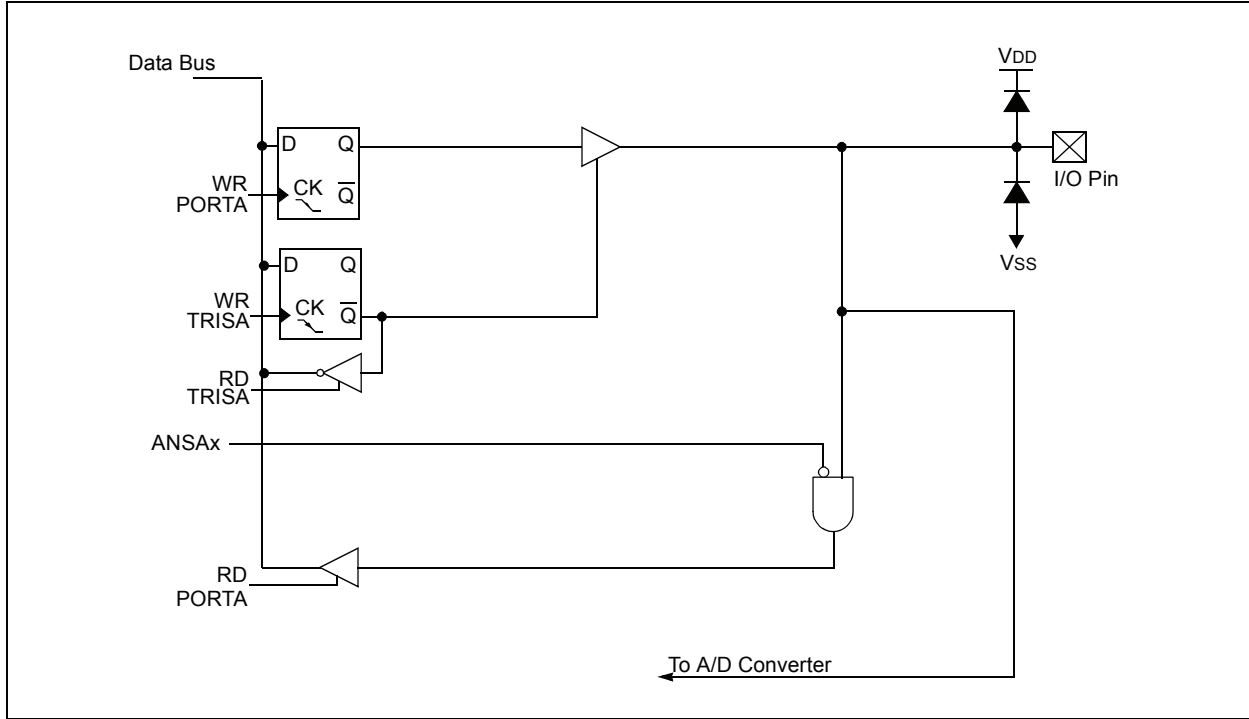 Data Bus
VDD
D Q
WR
PORTA
CK Q
I/O Pin
D Q
VSS
WR
TRISA
CK Q
RD
TRISA
ANSAx
RD
PORTA
To A/D Converter